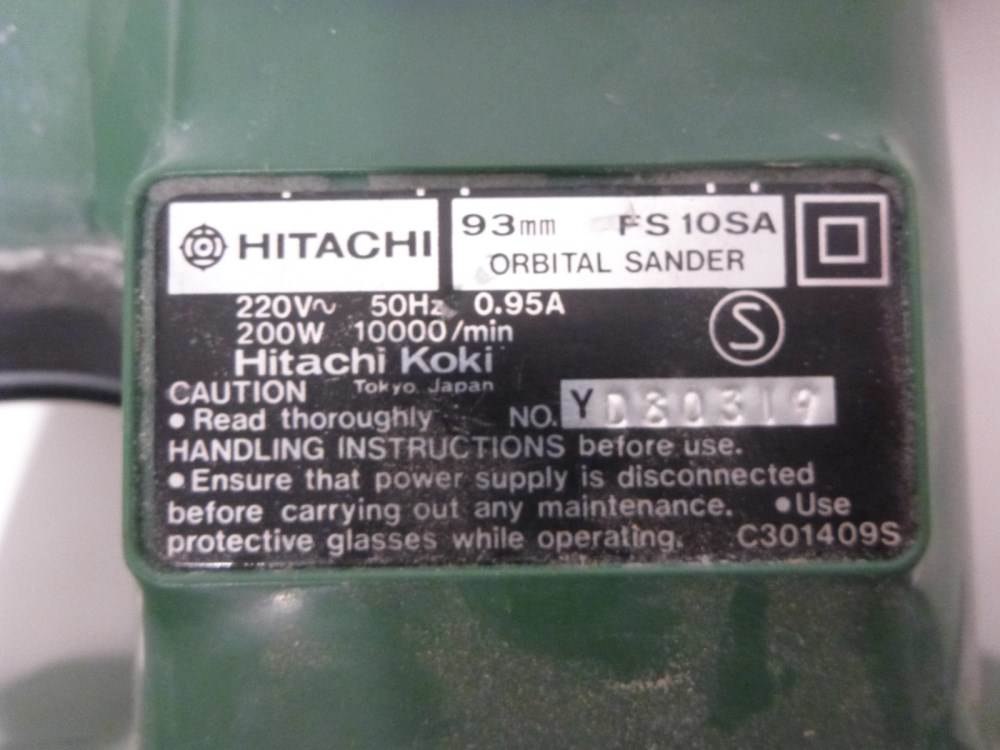 HITACHI
93mm FS 10SA
ORBITAL SANDER
220V~ 50Hz 0.95A
200W 10000/min
Hitachi Koki
Tokyo Japan
CAUTION
• Read thoroughly NO. Y D80319
HANDLING INSTRUCTIONS before use.
• Ensure that power supply is disconnected
before carrying out any maintenance. • Use
protective glasses while operating. C301409S
S